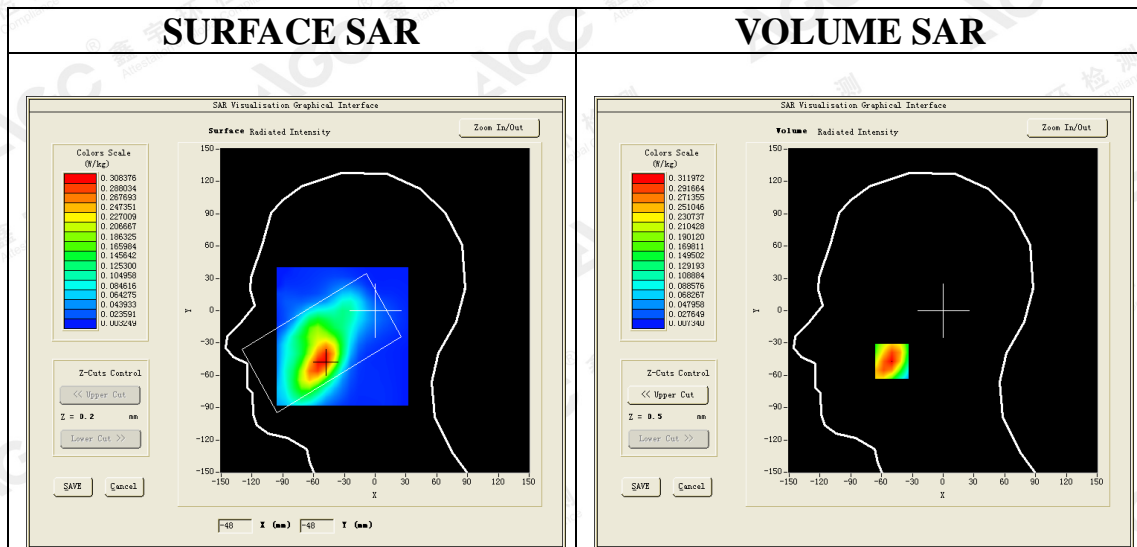 SURFACE SAR
VOLUME SAR
SAR Visualisation Graphical Interface
Surface Radiated Intensity
Zoom In/Out
Colors Scale
(W/kg)
0.308376
0.288034
0.267693
0.247351
0.227009
0.206667
0.186325
0.165984
0.145642
0.125300
0.104958
0.084616
0.064275
0.043933
0.023591
0.003249
Z-Cuts Control
<< Upper Cut
Z = 0.2 mm
Lower Cut >>
SAVE Cancel
150
120
90
60
30
0
-30
-60
-90
-120
-150
Y
-150 -120 -90 -60 -30 0 30 60 90 120 150
X
-48 X (mm) -48 Y (mm)
SAR Visualisation Graphical Interface
Volume Radiated Intensity
Zoom In/Out
Colors Scale
(W/kg)
0.311972
0.291664
0.271355
0.251046
0.230737
0.210428
0.190120
0.169811
0.149502
0.129193
0.108884
0.088576
0.068267
0.047958
0.027649
0.007340
Z-Cuts Control
<< Upper Cut
Z = 0.5 mm
Lower Cut >>
SAVE Cancel
150
120
90
60
30
0
-30
-60
-90
-120
-150
Y
-150 -120 -90 -60 -30 0 30 60 90 120 150
X